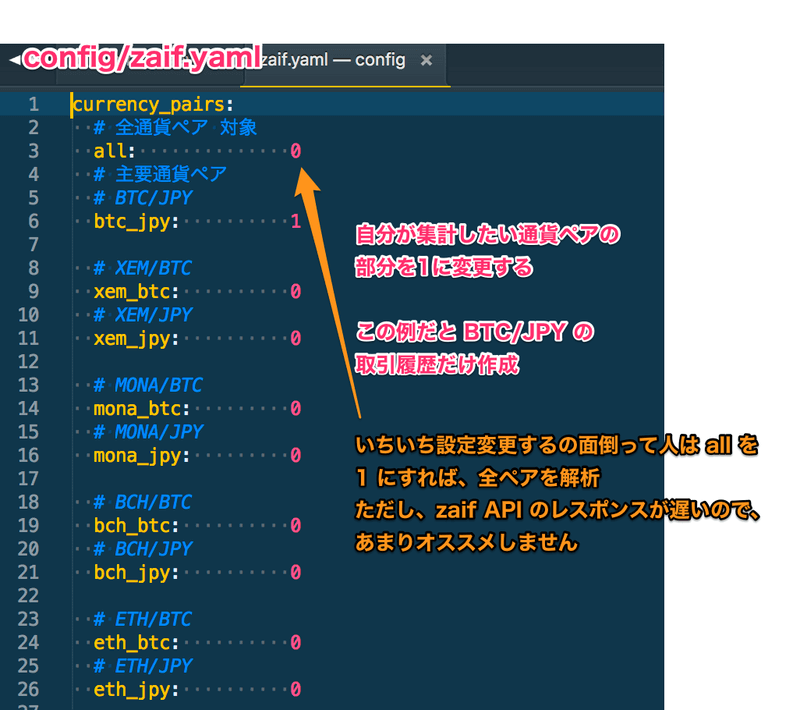 config/zaif.yaml
zaif.yaml — config ×
1 currency_pairs:
2 # 全通貨ペア 対象
3 all: 0
4 # 主要通貨ペア
5 # BTC/JPY
6 btc_jpy: 1
7
8 # XEM/BTC
9 xem_btc: 0
10 # XEM/JPY
11 xem_jpy: 0
12
13 # MONA/BTC
14 mona_btc: 0
15 # MONA/JPY
16 mona_jpy: 0
17
18 # BCH/BTC
19 bch_btc: 0
20 # BCH/JPY
21 bch_jpy: 0
22
23 # ETH/BTC
24 eth_btc: 0
25 # ETH/JPY
26 eth_jpy: 0
27
自分が集計したい通貨ペアの
部分を1に変更する
この例だと BTC/JPY の
取引履歴だけ作成
いちいち設定変更するの面倒って人は all を
1 にすれば、全ペアを解析
ただし、zaif API のレスポンスが遅いので、
あまりオススメしません